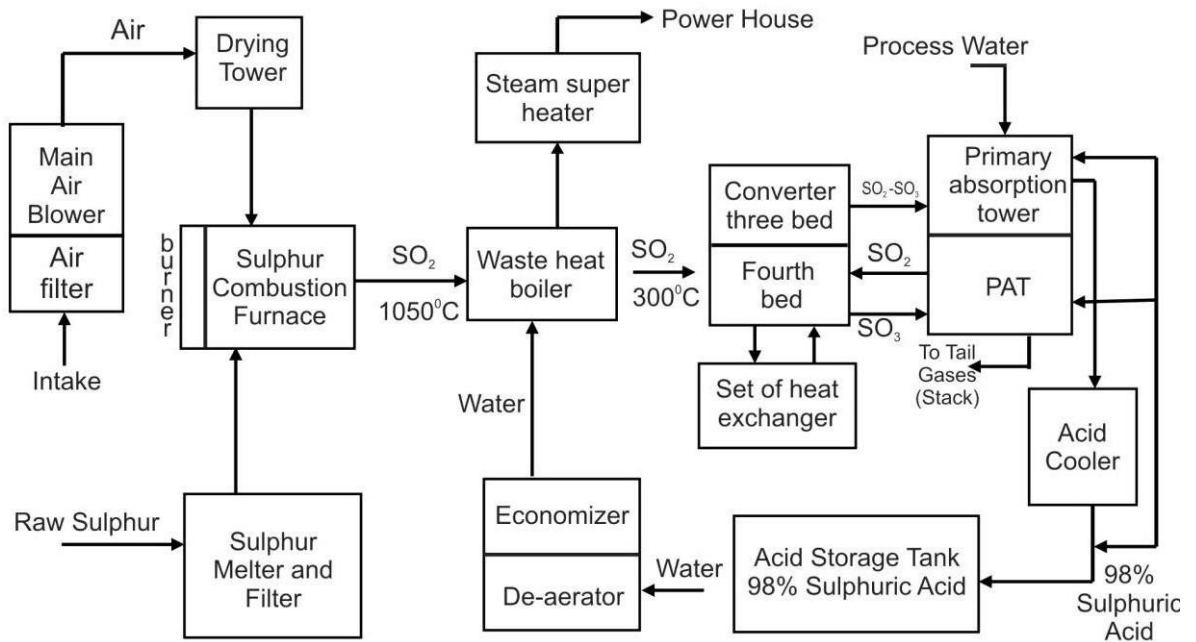 Air
Drying
Tower
Power House
Process Water
Steam super
heater
Main
Air
Blower
Air
filter
Intake
burner
Sulphur
Combustion
Furnace
SO₂
1050⁰C
Waste heat
boiler
SO₂
300⁰C
Converter
three bed
Fourth
bed
SO₂-SO₃
SO₂
SO₃
Primary
absorption
tower
PAT
To Tail
Gases
(Stack)
Set of heat
exchanger
Acid
Cooler
Water
Raw Sulphur
Sulphur
Melter and
Filter
Economizer
De-aerator
Water
Acid Storage Tank
98% Sulphuric Acid
98%
Sulphuric
Acid